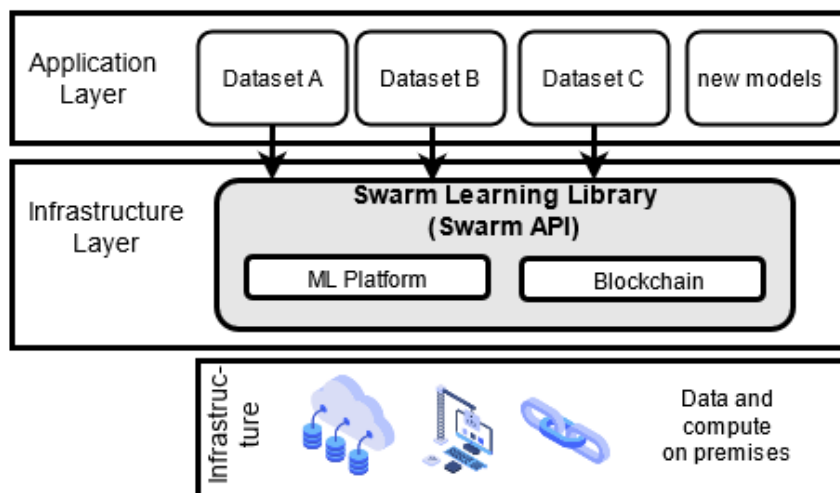 Application
Layer
Dataset A
Dataset B
Dataset C
new models
Infrastructure
Layer
Swarm Learning Library
(Swarm API)
ML Platform
Blockchain
Infrastruc-
ture
Data and
compute
on premises